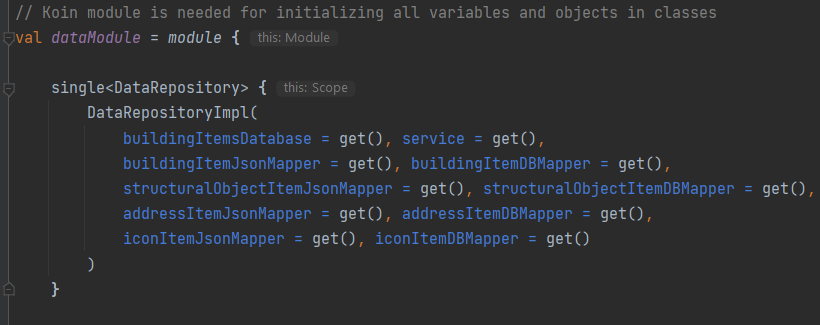 // Koin module is needed for initializing all variables and objects in classes
val dataModule = module { this: Module
single<DataRepository> { this: Scope
DataRepositoryImpl(
buildingItemsDatabase = get(), service = get(),
buildingItemJsonMapper = get(), buildingItemDBMapper = get(),
structuralObjectItemJsonMapper = get(), structuralObjectItemDBMapper = get(),
addressItemJsonMapper = get(), addressItemDBMapper = get(),
iconItemJsonMapper = get(), iconItemDBMapper = get()
)
}